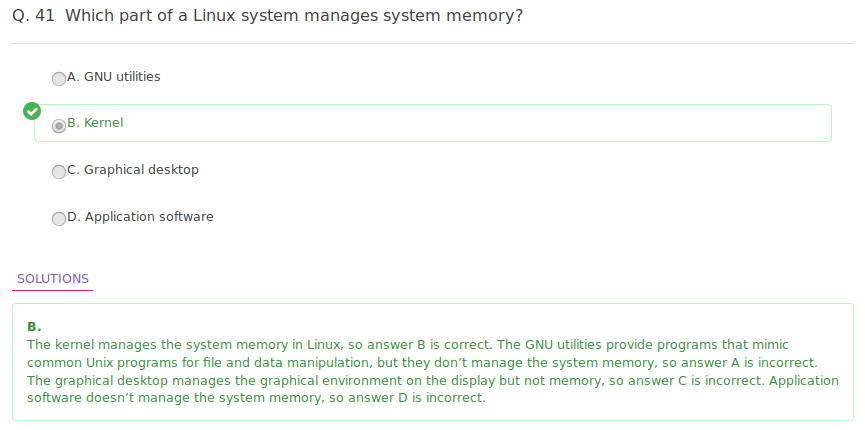 Q. 41 Which part of a Linux system manages system memory?
A. GNU utilities
B. Kernel
C. Graphical desktop
D. Application software
SOLUTIONS
B.
The kernel manages the system memory in Linux, so answer B is correct. The GNU utilities provide programs that mimic
common Unix programs for file and data manipulation, but they don’t manage the system memory, so answer A is incorrect.
The graphical desktop manages the graphical environment on the display but not memory, so answer C is incorrect. Application
software doesn’t manage the system memory, so answer D is incorrect.